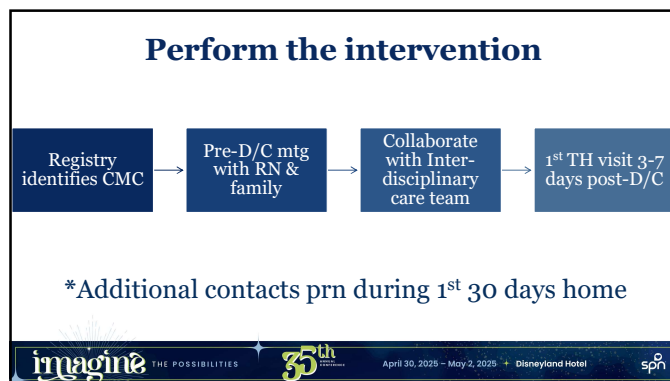 Perform the intervention
Registry
identifies CMC
Pre-D/C mtg
with RN &
family
Collaborate
with Inter-
disciplinary
care team
1st TH visit 3-7
days post-D/C
*Additional contacts prn during 1st 30 days home
imagine THE POSSIBILITIES
35th
ANNUAL
CONFERENCE
April 30, 2025 – May 2, 2025 + Disneyland Hotel
spn